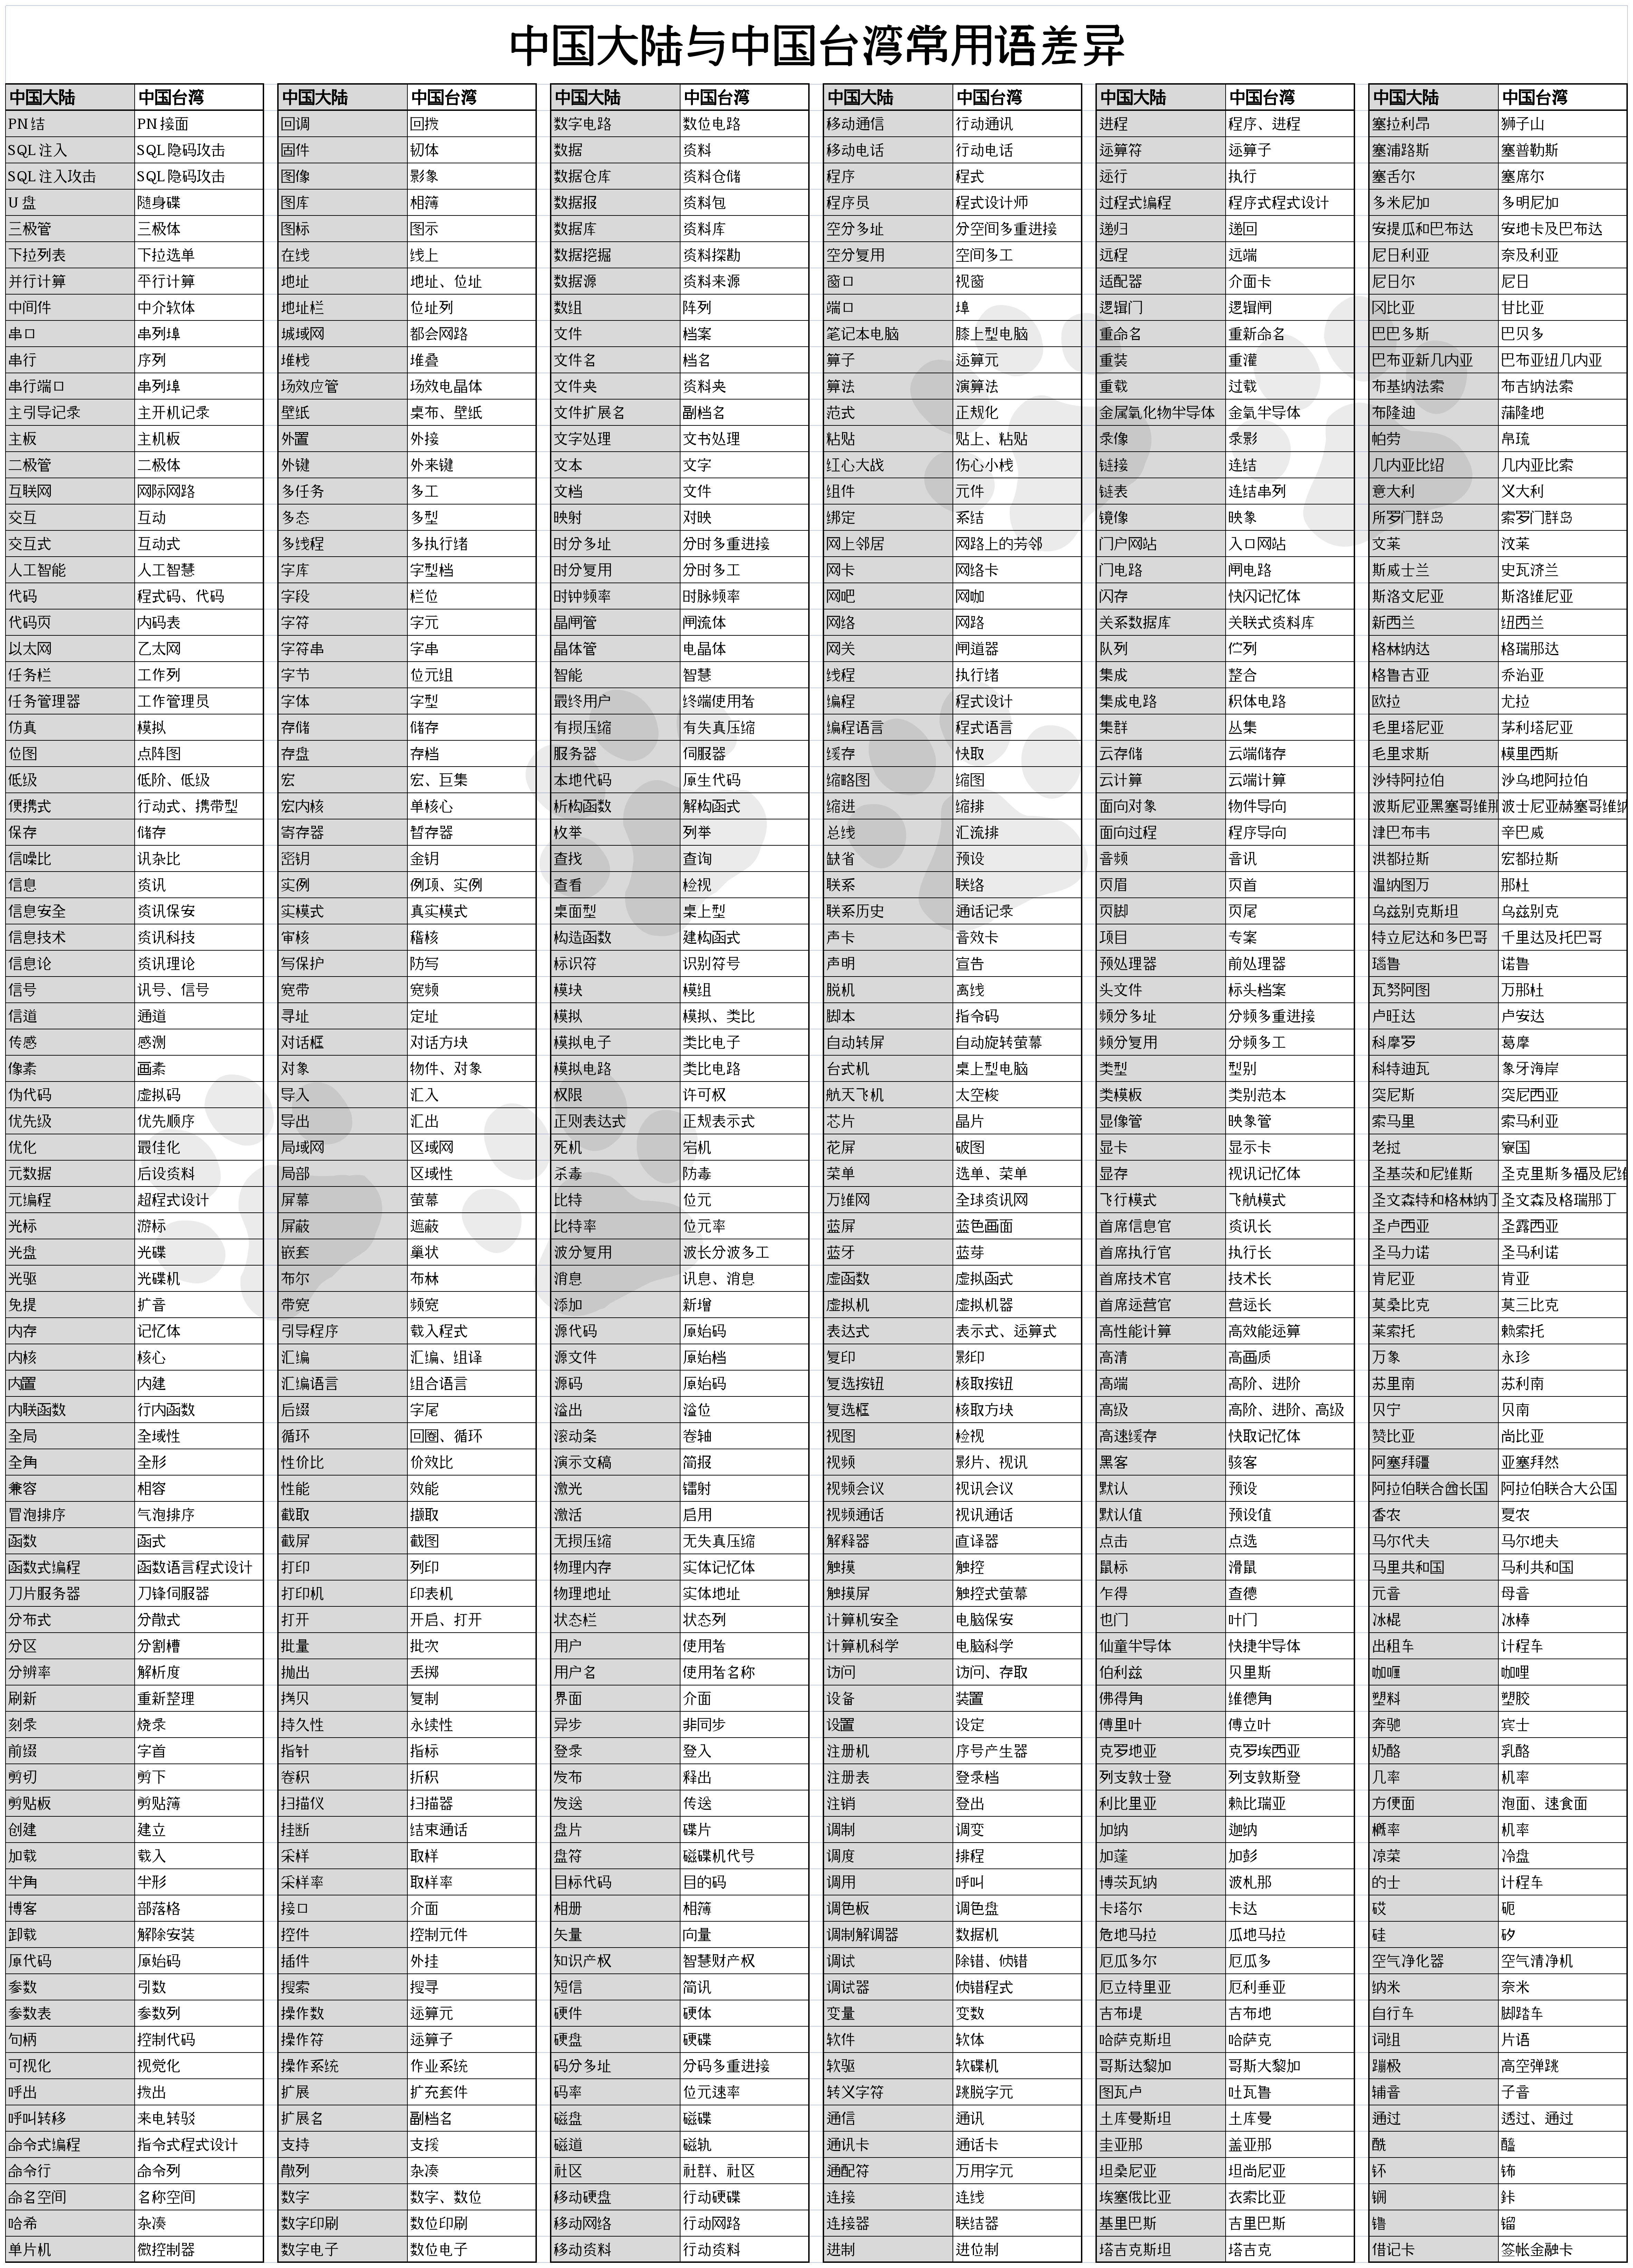 中国大陆与中国台湾常用语差异
中国大陆 中国台湾
PN 结 PN 接面
SQL 注入 SQL 隐码攻击
SQL 注入攻击 SQL 隐码攻击
U 盘 随身碟
三极管 三极体
下拉列表 下拉选单
并行计算 平行计算
中间件 中介软体
串口 串列埠
串行 序列
串行端口 串列埠
主引导记录 主开机记录
主板 主机板
二极管 二极体
互联网 网际网路
交互 互动
交互式 互动式
人工智能 人工智慧
代码 程式码、代码
代码页 内码表
以太网 乙太网
任务栏 工作列
任务管理器 工作管理员
仿真 模拟
位图 点阵图
低级 低阶、低级
便携式 行动式、携带型
保存 储存
信噪比 讯杂比
信息 资讯
信息安全 资讯保安
信息技术 资讯科技
信息论 资讯理论
信号 讯号、信号
信道 通道
传感 感测
像素 画素
伪代码 虚拟码
优先级 优先顺序
优化 最佳化
元数据 后设资料
元编程 超程式设计
光标 游标
光盘 光碟
光驱 光碟机
免提 扩音
内存 记忆体
内核 核心
内置 内建
内联函数 行内函数
全局 全域性
全角 全形
兼容 相容
冒泡排序 气泡排序
函数 函式
函数式编程 函数语言程式设计
刀片服务器 刀锋伺服器
分布式 分散式
分区 分割槽
分辨率 解析度
刷新 重新整理
刻录 烧录
前缀 字首
剪切 剪下
剪贴板 剪贴簿
创建 建立
加载 载入
半角 半形
博客 部落格
卸载 解除安装
原代码 原始码
参数 引数
参数表 参数列
句柄 控制代码
可视化 视觉化
呼出 拨出
呼叫转移 来电转驳
命令式编程 指令式程式设计
命令行 命令列
命名空间 名称空间
哈希 杂凑
单片机 微控制器
中国大陆 中国台湾
回调 回拨
固件 韧体
图像 影象
图库 相簿
图标 图示
在线 线上
地址 地址、位址
地址栏 位址列
城域网 都会网路
堆栈 堆叠
场效应管 场效电晶体
壁纸 桌布、壁纸
外置 外接
外键 外来键
多任务 多工
多态 多型
多线程 多执行绪
字库 字型档
字段 栏位
字符 字元
字符串 字串
字节 位元组
字体 字型
存储 储存
存盘 存档
宏 宏、巨集
宏内核 单核心
寄存器 暂存器
密钥 金钥
实例 例项、实例
实模式 真实模式
审核 稽核
写保护 防写
宽带 宽频
寻址 定址
对话框 对话方块
对象 物件、对象
导入 汇入
导出 汇出
局域网 区域网
局部 区域性
屏幕 萤幕
屏蔽 遮蔽
嵌套 巢状
布尔 布林
带宽 频宽
引导程序 载入程式
汇编 汇编、组译
汇编语言 组合语言
后缀 字尾
循环 回圈、循环
性价比 价效比
性能 效能
截取 撷取
截屏 截图
打印 列印
打印机 印表机
打开 开启、打开
批量 批次
抛出 丢掷
拷贝 复制
持久性 永续性
指针 指标
卷积 折积
扫描仪 扫描器
挂断 结束通话
采样 取样
采样率 取样率
接口 介面
控件 控制元件
插件 外挂
搜索 搜寻
操作数 运算元
操作符 运算子
操作系统 作业系统
扩展 扩充套件
扩展名 副档名
支持 支援
散列 杂凑
数字 数字、数位
数字印刷 数位印刷
数字电子 数位电子
中国大陆 中国台湾
数字电路 数位电路
数据 资料
数据仓库 资料仓储
数据报 资料包
数据库 资料库
数据挖掘 资料探勘
数据源 资料来源
数组 阵列
文件 档案
文件名 档名
文件夹 资料夹
文件扩展名 副档名
文字处理 文书处理
文本 文字
文档 文件
映射 对映
时分多址 分时多重进接
时分复用 分时多工
时钟频率 时脉频率
晶闸管 闸流体
晶体管 电晶体
智能 智慧
最终用户 终端使用者
有损压缩 有失真压缩
服务器 伺服器
本地代码 原生代码
析构函数 解构函式
枚举 列举
查找 查询
查看 检视
桌面型 桌上型
构造函数 建构函式
标识符 识别符号
模块 模组
模拟 模拟、类比
模拟电子 类比电子
模拟电路 类比电路
权限 许可权
正则表达式 正规表示式
死机 宕机
杀毒 防毒
比特 位元
比特率 位元率
波分复用 波长分波多工
消息 讯息、消息
添加 新增
源代码 原始码
源文件 原始档
源码 原始码
溢出 溢位
滚动条 卷轴
演示文稿 简报
激光 镭射
激活 启用
无损压缩 无失真压缩
物理内存 实体记忆体
物理地址 实体地址
状态栏 状态列
用户 使用者
用户名 使用者名称
界面 介面
异步 非同步
登录 登入
发布 释出
发送 传送
盘片 碟片
盘符 磁碟机代号
目标代码 目的码
相册 相簿
矢量 向量
知识产权 智慧财产权
短信 简讯
硬件 硬体
硬盘 硬碟
码分多址 分码多重进接
码率 位元速率
磁盘 磁碟
磁道 磁轨
社区 社群、社区
移动硬盘 行动硬碟
移动网络 行动网路
移动资料 行动资料
中国大陆 中国台湾
移动通信 行动通讯
移动电话 行动电话
程序 程式
程序员 程式设计师
空分多址 分空间多重进接
空分复用 空间多工
窗口 视窗
端口 埠
笔记本电脑 膝上型电脑
算子 运算元
算法 演算法
范式 正规化
粘贴 贴上、粘贴
红心大战 伤心小栈
组件 元件
绑定 系结
网上邻居 网路上的芳邻
网卡 网络卡
网吧 网咖
网络 网路
网关 闸道器
线程 执行绪
编程 程式设计
编程语言 程式语言
缓存 快取
缩略图 缩图
缩进 缩排
总线 汇流排
缺省 预设
联系 联络
联系历史 通话记录
声卡 音效卡
声明 宣告
脱机 离线
脚本 指令码
自动转屏 自动旋转萤幕
台式机 桌上型电脑
航天飞机 太空梭
芯片 晶片
花屏 破图
菜单 选单、菜单
万维网 全球资讯网
蓝屏 蓝色画面
蓝牙 蓝芽
虚函数 虚拟函式
虚拟机 虚拟机器
表达式 表示式、运算式
复印 影印
复选按钮 核取按钮
复选框 核取方块
视图 检视
视频 影片、视讯
视频会议 视讯会议
视频通话 视讯通话
解释器 直译器
触摸 触控
触摸屏 触控式萤幕
计算机安全 电脑保安
计算机科学 电脑科学
访问 访问、存取
设备 装置
设置 设定
注册机 序号产生器
注册表 登录档
注销 登出
调制 调变
调度 排程
调用 呼叫
调色板 调色盘
调制解调器 数据机
调试 除错、侦错
调试器 侦错程式
变量 变数
软件 软体
软驱 软碟机
转义字符 跳脱字元
通信 通讯
通讯卡 通话卡
通配符 万用字元
连接 连线
连接器 联结器
进制 进位制
中国大陆 中国台湾
进程 程序、进程
运算符 运算子
运行 执行
过程式编程 程序式程式设计
递归 递回
远程 远端
适配器 介面卡
逻辑门 逻辑闸
重命名 重新命名
重装 重灌
重载 过载
金属氧化物半导体 金氧半导体
录像 录影
链接 连结
链表 连结串列
镜像 映象
门户网站 入口网站
门电路 闸电路
闪存 快闪记忆体
关系数据库 关联式资料库
队列 伫列
集成 整合
集成电路 积体电路
集群 丛集
云存储 云端储存
云计算 云端计算
面向对象 物件导向
面向过程 程序导向
音频 音讯
页眉 页首
页脚 页尾
项目 专案
预处理器 前处理器
头文件 标头档案
频分多址 分频多重进接
频分复用 分频多工
类型 型别
类模板 类别范本
显像管 映象管
显卡 显示卡
显存 视讯记忆体
飞行模式 飞航模式
首席信息官 资讯长
首席执行官 执行长
首席技术官 技术长
首席运营官 营运长
高性能计算 高效能运算
高清 高画质
高端 高阶、进阶
高级 高阶、进阶、高级
高速缓存 快取记忆体
黑客 骇客
默认 预设
默认值 预设值
点击 点选
鼠标 滑鼠
乍得 查德
也门 叶门
仙童半导体 快捷半导体
伯利兹 贝里斯
佛得角 维德角
傅里叶 傅立叶
克罗地亚 克罗埃西亚
列支敦士登 列支敦斯登
利比里亚 赖比瑞亚
加纳 迦纳
加蓬 加彭
博茨瓦纳 波札那
卡塔尔 卡达
危地马拉 瓜地马拉
厄瓜多尔 厄瓜多
厄立特里亚 厄利垂亚
吉布堤 吉布地
哈萨克斯坦 哈萨克
哥斯达黎加 哥斯大黎加
图瓦卢 吐瓦鲁
土库曼斯坦 土库曼
圭亚那 盖亚那
坦桑尼亚 坦尚尼亚
埃塞俄比亚 衣索比亚
基里巴斯 吉里巴斯
塔吉克斯坦 塔吉克
中国大陆 中国台湾
塞拉利昂 狮子山
塞浦路斯 塞普勒斯
塞舌尔 塞席尔
多米尼加 多明尼加
安提瓜和巴布达 安地卡及巴布达
尼日利亚 奈及利亚
尼日尔 尼日
冈比亚 甘比亚
巴巴多斯 巴贝多
巴布亚新几内亚 巴布亚纽几内亚
布基纳法索 布吉纳法索
布隆迪 蒲隆地
帕劳 帛琉
几内亚比绍 几内亚比索
意大利 义大利
所罗门群岛 索罗门群岛
文莱 汶莱
斯威士兰 史瓦济兰
斯洛文尼亚 斯洛维尼亚
新西兰 纽西兰
格林纳达 格瑞那达
格鲁吉亚 乔治亚
欧拉 尤拉
毛里塔尼亚 茅利塔尼亚
毛里求斯 模里西斯
沙特阿拉伯 沙乌地阿拉伯
波斯尼亚黑塞哥维那 波士尼亚赫塞哥维纳
津巴布韦 辛巴威
洪都拉斯 宏都拉斯
温纳图万 那杜
乌兹别克斯坦 乌兹别克
特立尼达和多巴哥 千里达及托巴哥
瑙鲁 诺鲁
瓦努阿图 万那杜
卢旺达 卢安达
科摩罗 葛摩
科特迪瓦 象牙海岸
突尼斯 突尼西亚
索马里 索马利亚
老挝 寮国
圣基茨和尼维斯 圣克里斯多福及尼维
圣文森特和格林纳丁 圣文森及格瑞那丁
圣卢西亚 圣露西亚
圣马力诺 圣马利诺
肯尼亚 肯亚
莫桑比克 莫三比克
莱索托 赖索托
万象 永珍
苏里南 苏利南
贝宁 贝南
赞比亚 尚比亚
阿塞拜疆 亚塞拜然
阿拉伯联合酋长国 阿拉伯联合大公国
香农 夏农
马尔代夫 马尔地夫
马里共和国 马利共和国
元音 母音
冰棍 冰棒
出租车 计程车
咖喱 咖哩
塑料 塑胶
奔驰 宾士
奶酪 乳酪
几率 机率
方便面 泡面、速食面
概率 机率
凉菜 冷盘
的士 计程车
砹 砈
硅 矽
空气净化器 空气清净机
纳米 奈米
自行车 脚踏车
词组 片语
蹦极 高空弹跳
辅音 子音
通过 透过、通过
酰 醯
钚 钸
锎 鉲
镥 镏
借记卡 签帐金融卡